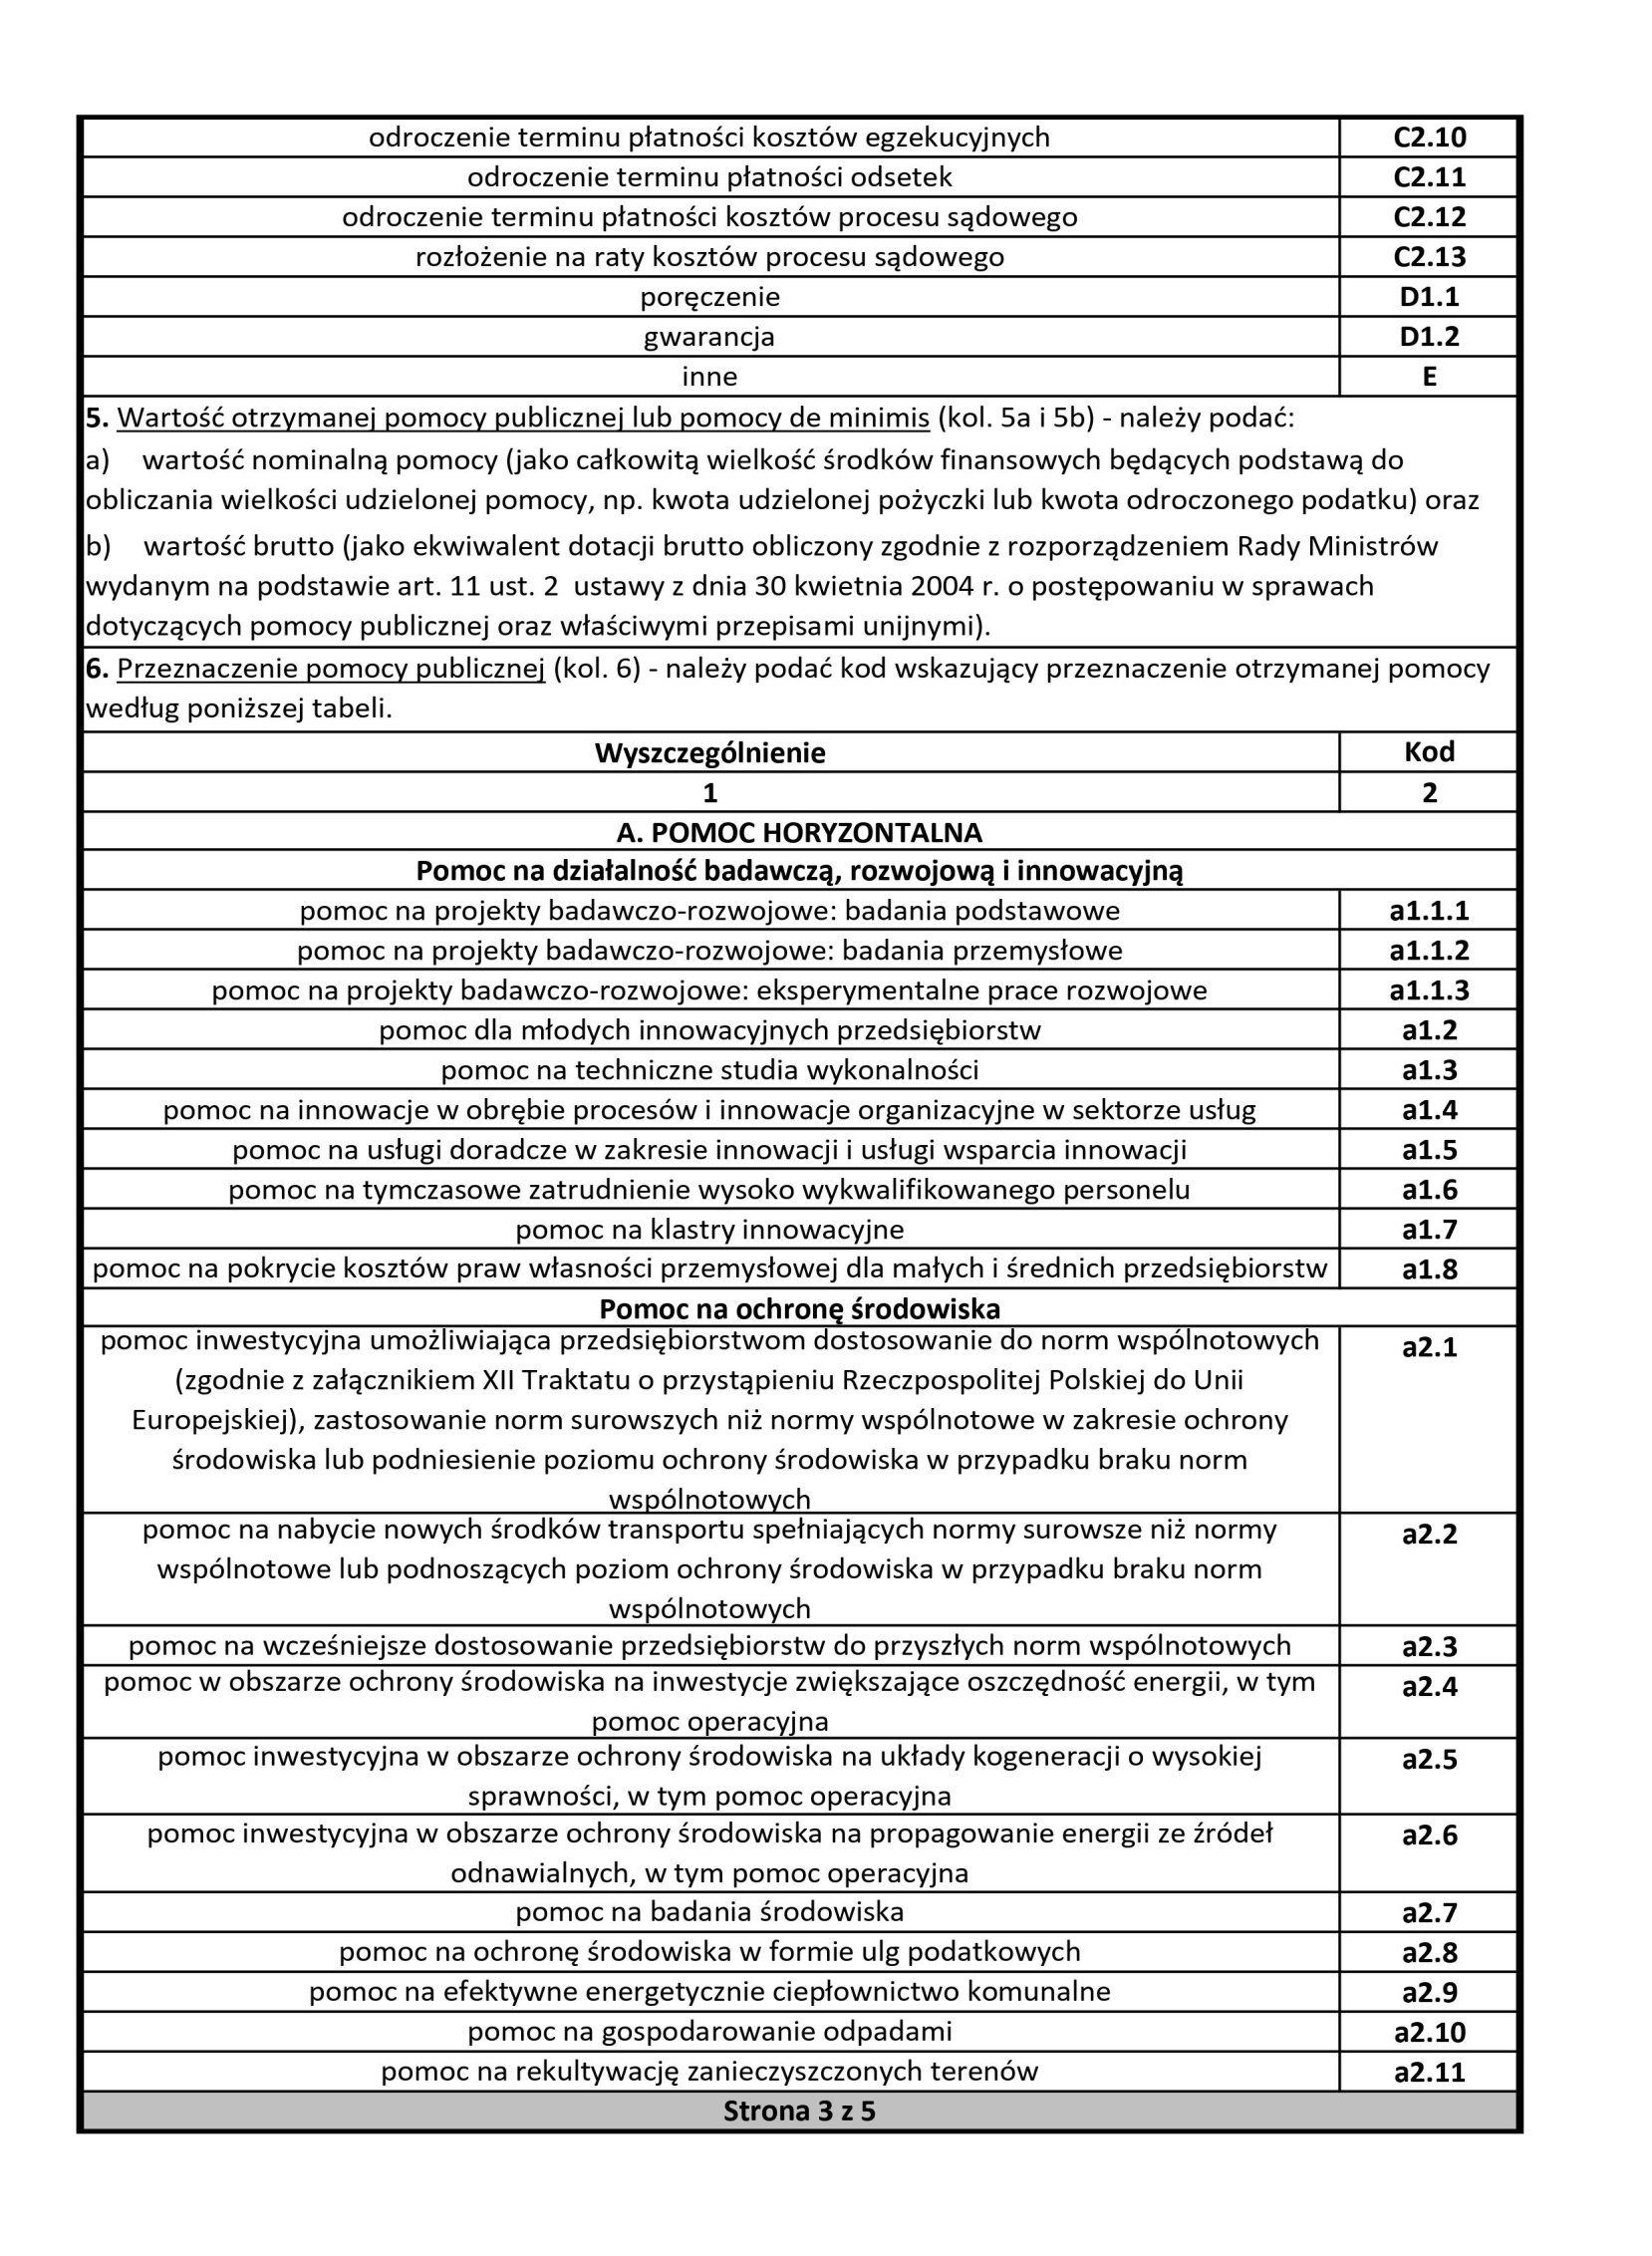 odroczenie terminu płatności kosztów egzekucyjnych C2.10
odroczenie terminu płatności odsetek C2.11
odroczenie terminu płatności kosztów procesu sądowego C2.12
rozłożenie na raty kosztów procesu sądowego C2.13
poręczenie D1.1
gwarancja D1.2
inne E
5. Wartość otrzymanej pomocy publicznej lub pomocy de minimis (kol. 5a i 5b) - należy podać:
a) wartość nominalną pomocy (jako całkowitą wielkość środków finansowych będących podstawą do
obliczania wielkości udzielonej pomocy, np. kwota udzielonej pożyczki lub kwota odroczonego podatku) oraz
b) wartość brutto (jako ekwiwalent dotacji brutto obliczony zgodnie z rozporządzeniem Rady Ministrów
wydanym na podstawie art. 11 ust. 2 ustawy z dnia 30 kwietnia 2004 r. o postępowaniu w sprawach
dotyczących pomocy publicznej oraz właściwymi przepisami unijnymi).
6. Przeznaczenie pomocy publicznej (kol. 6) - należy podać kod wskazujący przeznaczenie otrzymanej pomocy
według poniższej tabeli.
Wyszczególnienie Kod
1 2
A. POMOC HORYZONTALNA
Pomoc na działalność badawczą, rozwojową i innowacyjną
pomoc na projekty badawczo-rozwojowe: badania podstawowe a1.1.1
pomoc na projekty badawczo-rozwojowe: badania przemysłowe a1.1.2
pomoc na projekty badawczo-rozwojowe: eksperymentalne prace rozwojowe a1.1.3
pomoc dla młodych innowacyjnych przedsiębiorstw a1.2
pomoc na techniczne studia wykonalności a1.3
pomoc na innowacje w obrębie procesów i innowacje organizacyjne w sektorze usług a1.4
pomoc na usługi doradcze w zakresie innowacji i usługi wsparcia innowacji a1.5
pomoc na tymczasowe zatrudnienie wysoko wykwalifikowanego personelu a1.6
pomoc na klastry innowacyjne a1.7
pomoc na pokrycie kosztów praw własności przemysłowej dla małych i średnich przedsiębiorstw a1.8
Pomoc na ochronę środowiska
pomoc inwestycyjna umożliwiająca przedsiębiorstwom dostosowanie do norm wspólnotowych a2.1
(zgodnie z załącznikiem XII Traktatu o przystąpieniu Rzeczpospolitej Polskiej do Unii
Europejskiej), zastosowanie norm surowszych niż normy wspólnotowe w zakresie ochrony
środowiska lub podniesienie poziomu ochrony środowiska w przypadku braku norm
wspólnotowych
pomoc na nabycie nowych środków transportu spełniających normy surowsze niż normy a2.2
wspólnotowe lub podnoszących poziom ochrony środowiska w przypadku braku norm
wspólnotowych
pomoc na wcześniejsze dostosowanie przedsiębiorstw do przyszłych norm wspólnotowych a2.3
pomoc w obszarze ochrony środowiska na inwestycje zwiększające oszczędność energii, w tym a2.4
pomoc operacyjna
pomoc inwestycyjna w obszarze ochrony środowiska na układy kogeneracji o wysokiej a2.5
sprawności, w tym pomoc operacyjna
pomoc inwestycyjna w obszarze ochrony środowiska na propagowanie energii ze źródeł a2.6
odnawialnych, w tym pomoc operacyjna
pomoc na badania środowiska a2.7
pomoc na ochronę środowiska w formie ulg podatkowych a2.8
pomoc na efektywne energetycznie ciepłownictwo komunalne a2.9
pomoc na gospodarowanie odpadami a2.10
pomoc na rekultywację zanieczyszczonych terenów a2.11
Strona 3 z 5